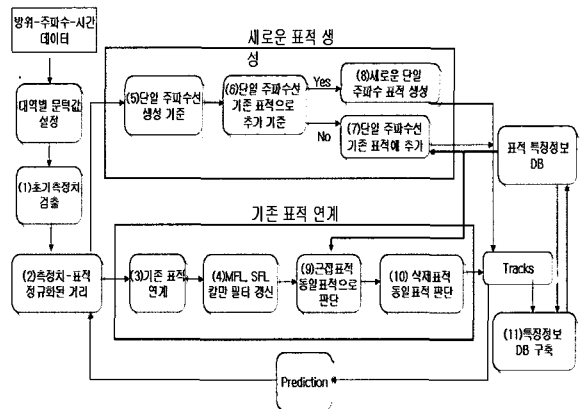 방위-주파수-시간
데이터
새로운 표적 생
성
대역별 문턱값
설정
(5)단일 주파수선
생성 기준
(6)단일 주파수선
기존 표적으로
추가 기준
Yes
No
(8)새로운 단일
주파수 표적 생성
(7)단일 주파수선
기존 표적에 추가
표적 특징정보
DB
(1)초기측정치
검출
기존 표적 연계
(2)측정치-표적
정규화된 거리
(3)기존 표적
연계
(4)MFL, SFL
칼만 필터 갱신
(9)근접표적
동일표적으로
판단
(10) 삭제표적
동일표적 판단
Tracks
(11)특징정보
DB 구축
Prediction